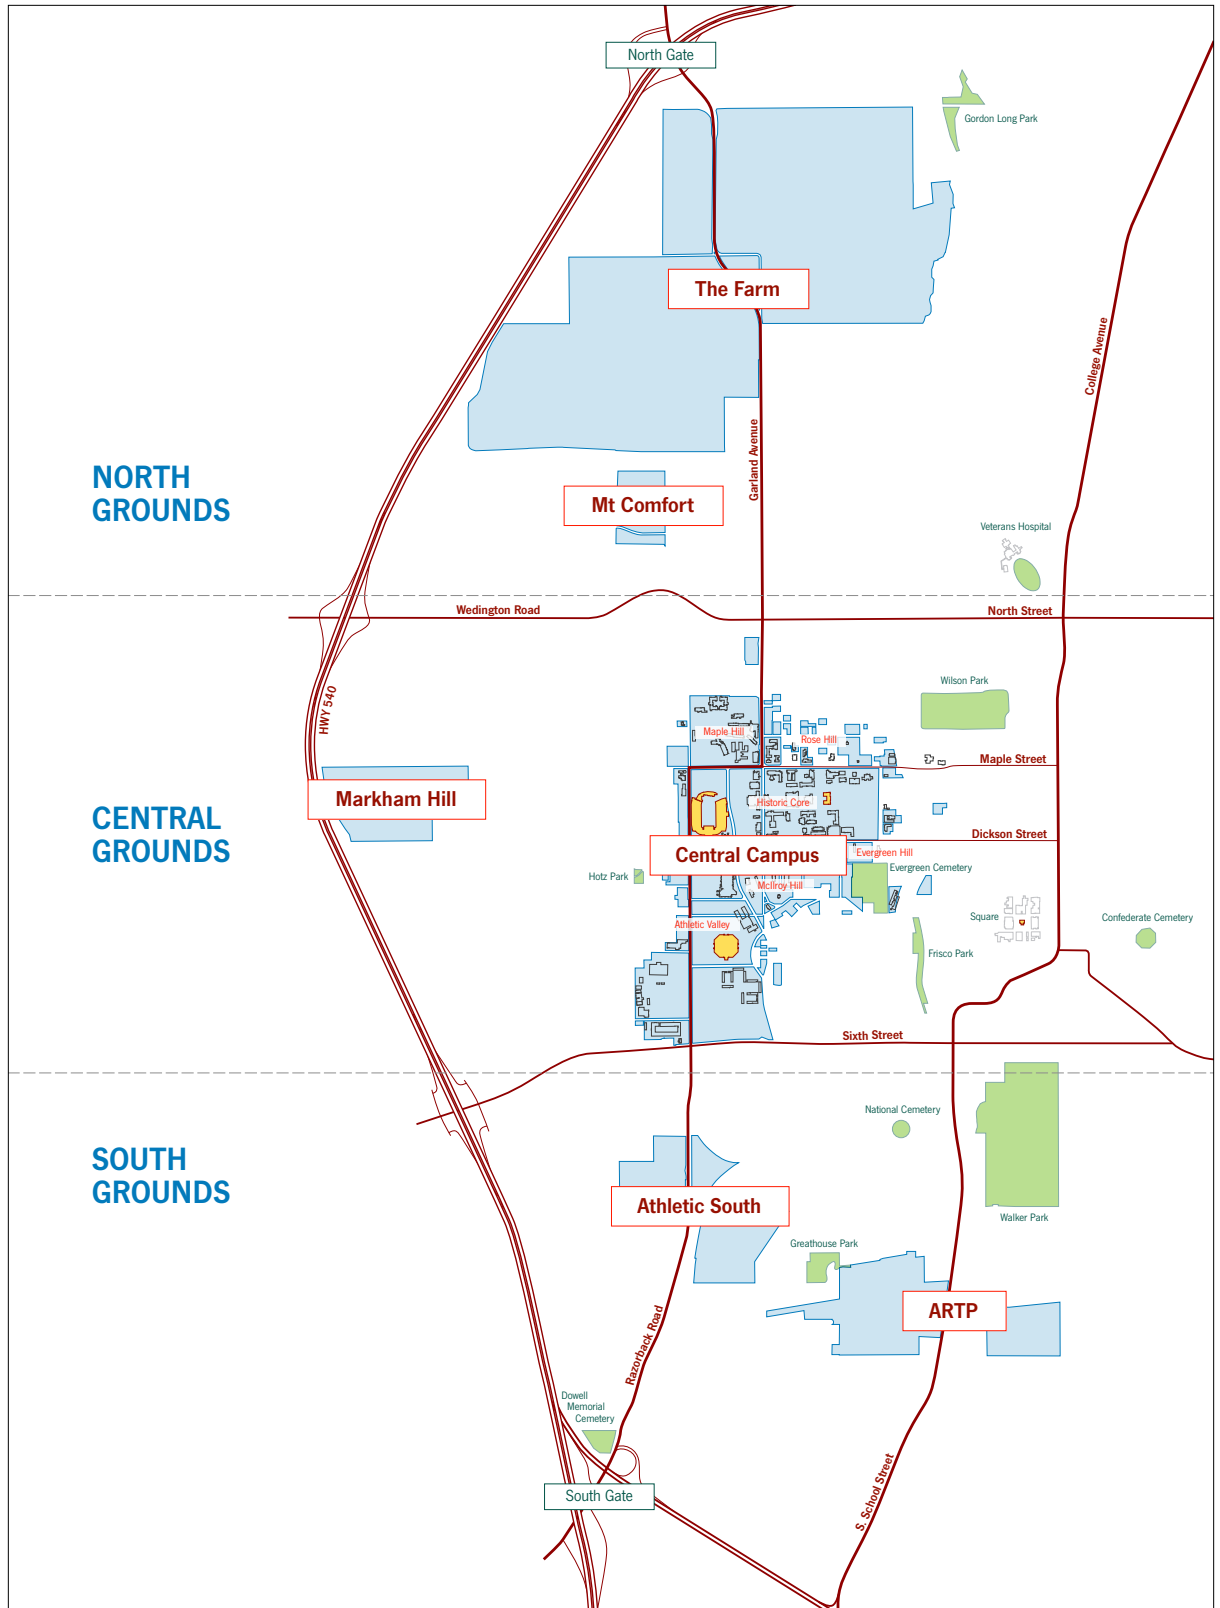 North Gate
Gordon Long Park
The Farm
College Avenue
Garland Avenue
NORTH
GROUNDS
Mt Comfort
Veterans Hospital
Wedington Road
North Street
HWY 540
Wilson Park
Maple Hill
Rose Hill
Maple Street
Markham Hill
Historic Core
CENTRAL
GROUNDS
Dickson Street
Central Campus
Evergreen Hill
Evergreen Cemetery
Hotz Park
McIlroy Hill
Square
Confederate Cemetery
Athletic Valley
Frisco Park
Sixth Street
National Cemetery
SOUTH
GROUNDS
Athletic South
Walker Park
Greathouse Park
ARTP
Razorback Road
Dowell
Memorial
Cemetery
South Gate
S. School Street